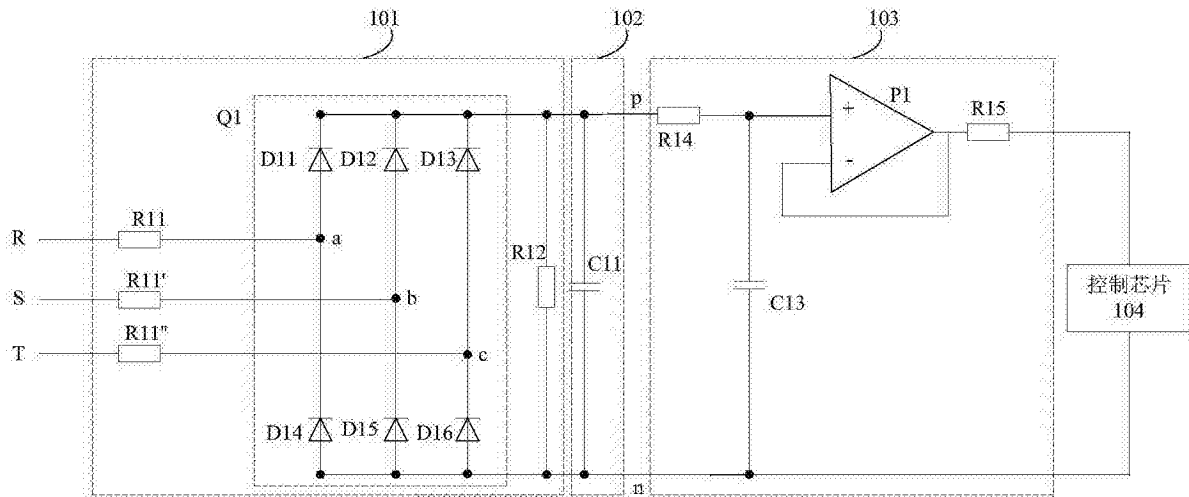 101
102
103
Q1
p
P1
R14
R15
+
-
D11
D12
D13
R
R11
a
S
R11'
b
T
R11"
c
R12
C11
C13
控制芯片
104
D14
D15
D16
n